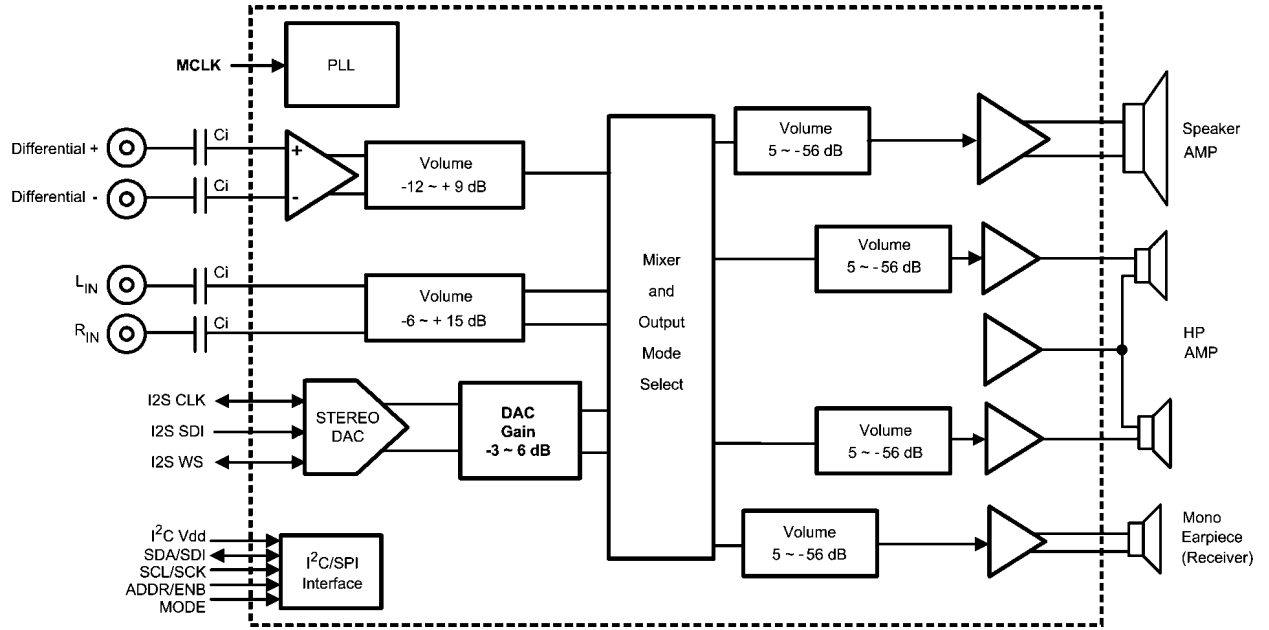 MCLK
PLL
Differential +
Ci
+
Differential -
Ci
-
Volume
-12 ~ + 9 dB
L_IN
Ci
R_IN
Ci
Volume
-6 ~ + 15 dB
I2S CLK
I2S SDI
I2S WS
STEREO
DAC
DAC
Gain
-3 ~ 6 dB
I²C Vdd
SDA/SDI
SCL/SCK
ADDR/ENB
MODE
I²C/SPI
Interface
Mixer
and
Output
Mode
Select
Volume
5 ~ -56 dB
Speaker
AMP
Volume
5 ~ -56 dB
HP
AMP
Volume
5 ~ -56 dB
Volume
5 ~ -56 dB
Mono
Earpiece
(Receiver)